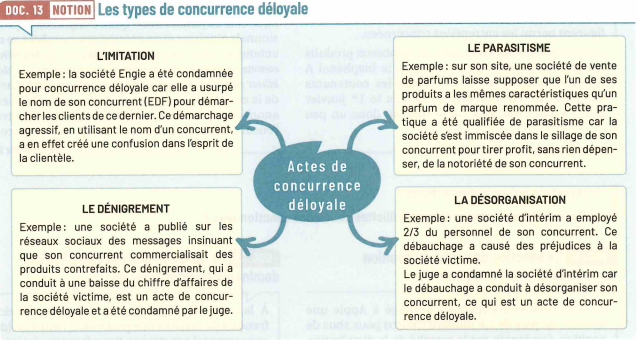 DOC. 13 NOTION Les types de concurrence déloyale
L'IMITATION
Exemple : la société Engie a été condamnée
pour concurrence déloyale car elle a usurpé
le nom de son concurrent (EDF) pour démar-
cher les clients de ce dernier. Ce démarchage
agressif, en utilisant le nom d'un concurrent,
a en effet créé une confusion dans l'esprit de
la clientèle.
LE PARASITISME
Exemple : sur son site, une société de vente
de parfums laisse supposer que l'un de ses
produits a les mêmes caractéristiques qu'un
parfum de marque renommée. Cette pra-
tique a été qualifiée de parasitisme car la
société s'est immiscée dans le sillage de son
concurrent pour tirer profit, sans rien dépen-
ser, de la notoriété de son concurrent.
Actes de
concurrence
déloyale
LE DÉNIGREMENT
Exemple : une société a publié sur les
réseaux sociaux des messages insinuant
que son concurrent commercialisait des
produits contrefaits. Ce dénigrement, qui a
conduit à une baisse du chiffre d'affaires de
la société victime, est un acte de concur-
rence déloyale et a été condamné par le juge.
LA DÉSORGANISATION
Exemple : une société d'intérim a employé
2/3 du personnel de son concurrent. Ce
débauchage a causé des préjudices à la
société victime.
Le juge a condamné la société d'intérim car
le débauchage a conduit à désorganiser son
concurrent, ce qui est un acte de concur-
rence déloyale.